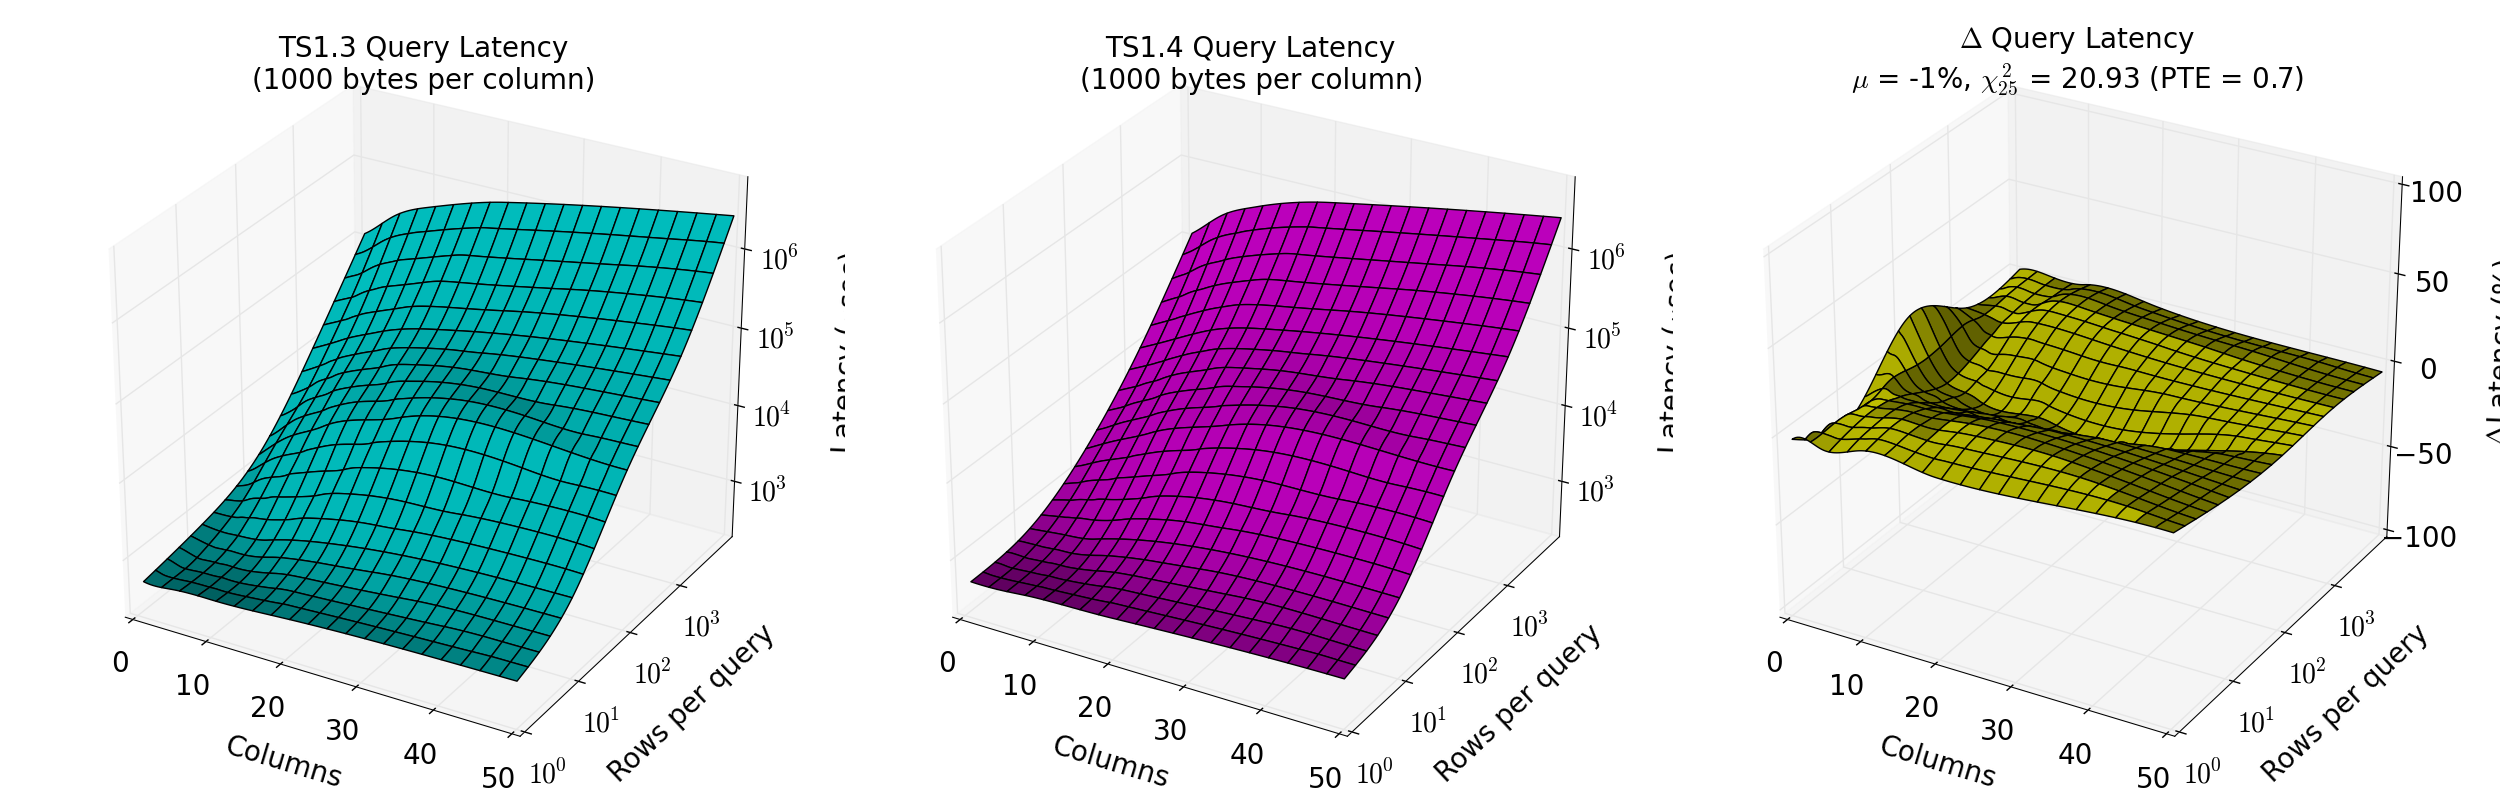 TS1.3 Query Latency
(1000 bytes per column)
10⁶
10⁵
10⁴
10³
0
10
20
30
40
50
Columns
10⁰
10¹
10²
10³
Rows per query
Latency
TS1.4 Query Latency
(1000 bytes per column)
10⁶
10⁵
10⁴
10³
0
10
20
30
40
50
Columns
10⁰
10¹
10²
10³
Rows per query
Latency
Δ Query Latency
μ = -1%, χ²₂₅ = 20.93 (PTE = 0.7)
100
50
0
−50
−100
0
10
20
30
40
50
Columns
10⁰
10¹
10²
10³
Rows per query
Δ Latency (%)